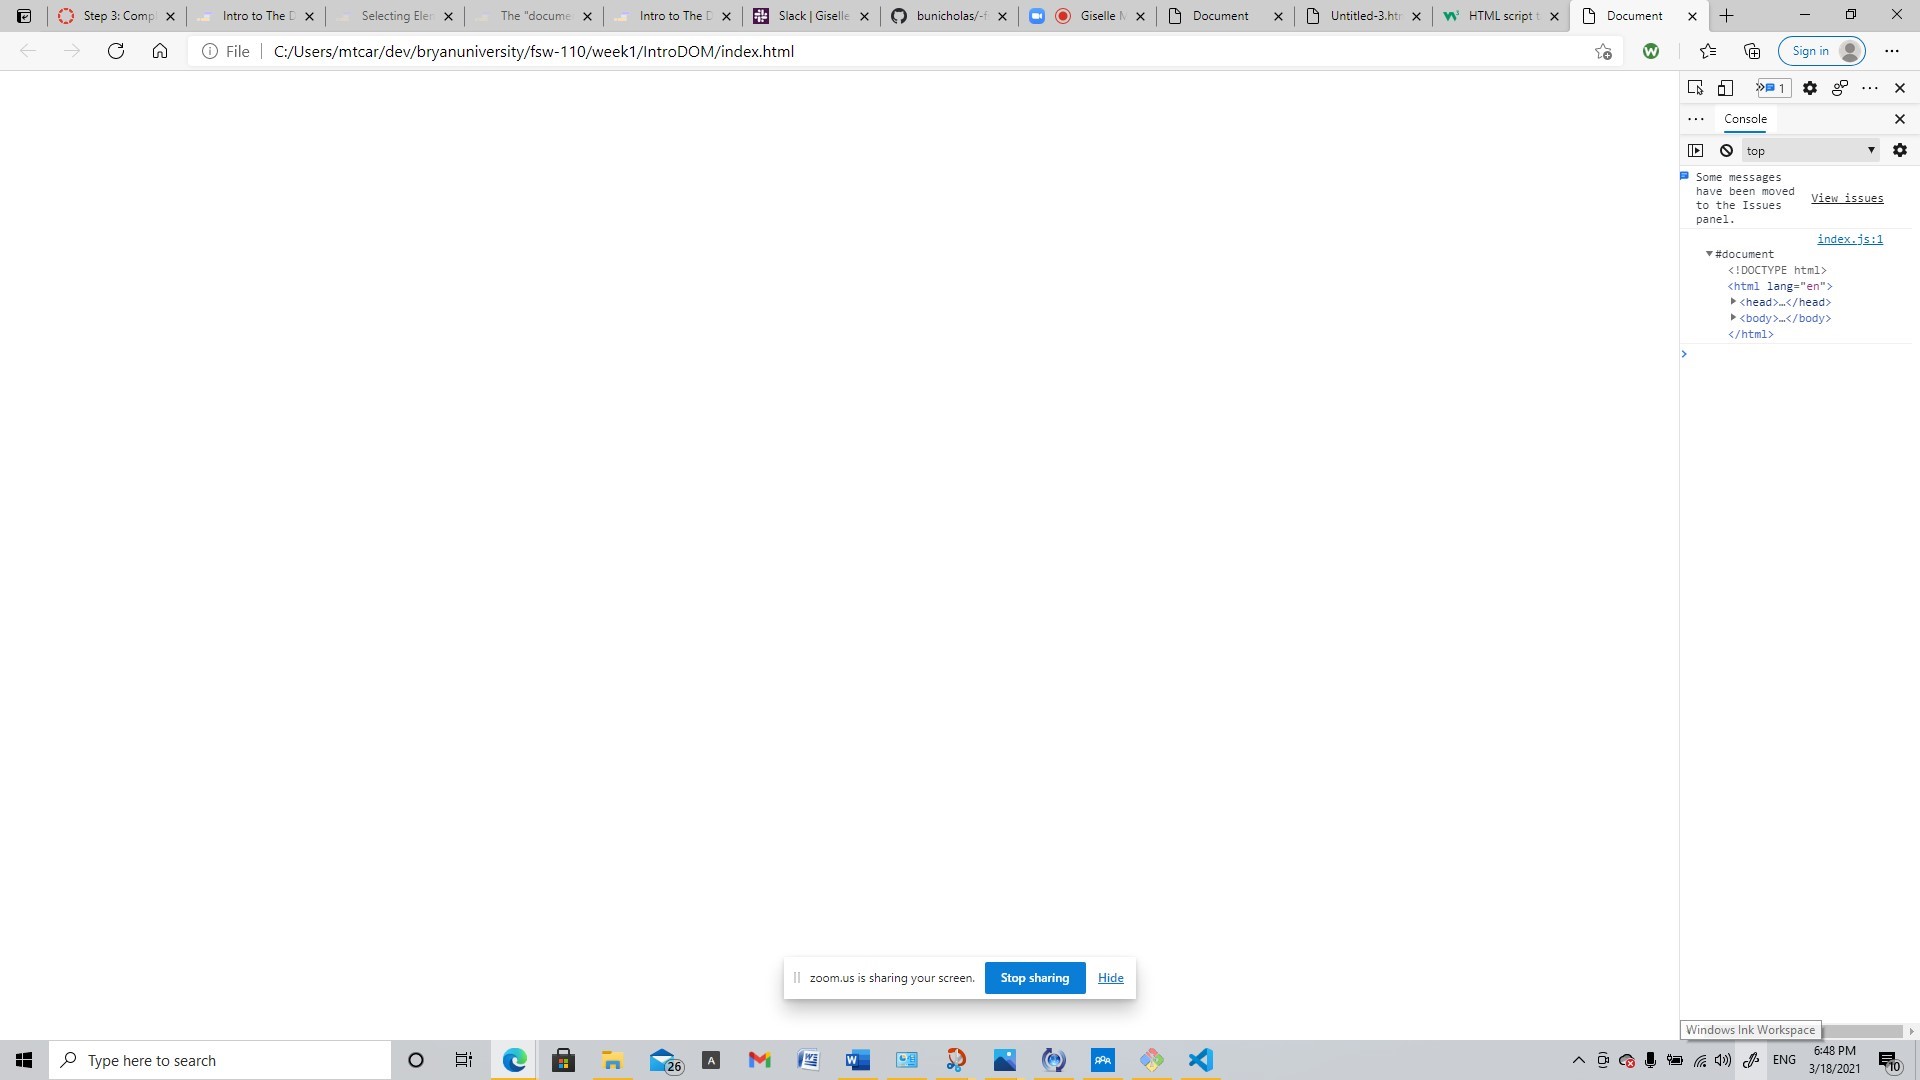 Step 3: Compl
Intro to The D
Selecting Eler
The "docume
Intro to The D
Slack | Giselle
bunicholas/-f
Giselle M
Document
Untitled-3.htm
HTML script t
Document
File
C:/Users/mtcar/dev/bryanuniversity/fsw-110/week1/IntroDOM/index.html
W
Sign in
1
Console
top
Some messages
have been moved
to the Issues
panel.
View issues
index.js:1
#document
<!DOCTYPE html>
<html lang="en">
<head>…</head>
<body>…</body>
</html>
zoom.us is sharing your screen.
Stop sharing
Hide
Windows Ink Workspace
Type here to search
26
A
ENG
6:48 PM
3/18/2021
10